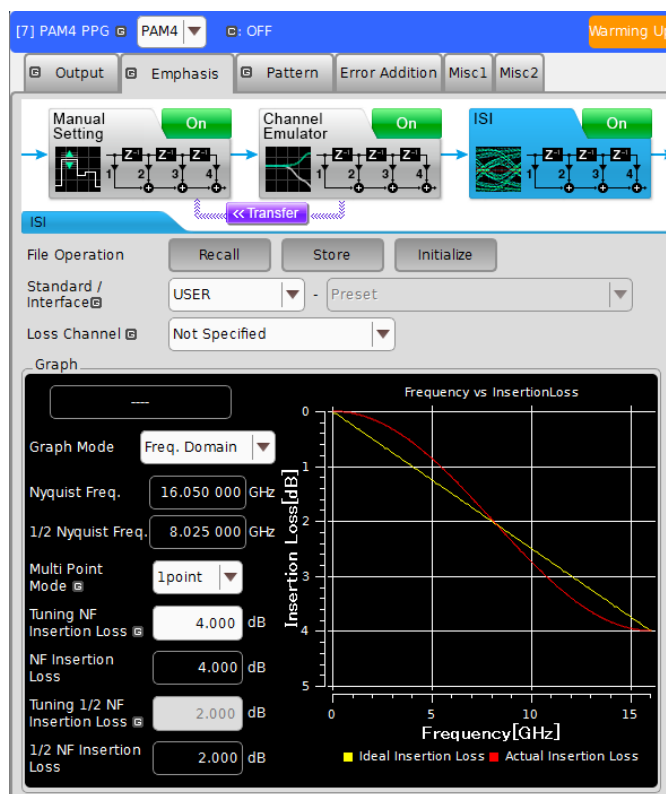 [7] PAM4 PPG G PAM4 G: OFF Warming U
G Output G Emphasis G Pattern Error Addition Misc1 Misc2
Manual Setting On Channel Emulator On ISI On
Z-1 Z-1 Z-1 Z-1 Z-1 Z-1 Z-1 Z-1 Z-1
1 2 3 4 1 2 3 4 1 2 3 4
<< Transfer
ISI
File Operation Recall Store Initialize
Standard /
Interface G USER - Preset
Loss Channel G Not Specified
Graph
----
Graph Mode Freq. Domain
Nyquist Freq. 16.050 000 GHz
1/2 Nyquist Freq. 8.025 000 GHz
Multi Point
Mode G 1point
Tuning NF
Insertion Loss G 4.000 dB
NF Insertion
Loss 4.000 dB
Tuning 1/2 NF
Insertion Loss G 2.000 dB
1/2 NF Insertion
Loss 2.000 dB
Frequency vs InsertionLoss
Insertion Loss[dB]
0
1
2
3
4
5
0 5 10 15
Frequency[GHz]
Ideal Insertion Loss Actual Insertion Loss